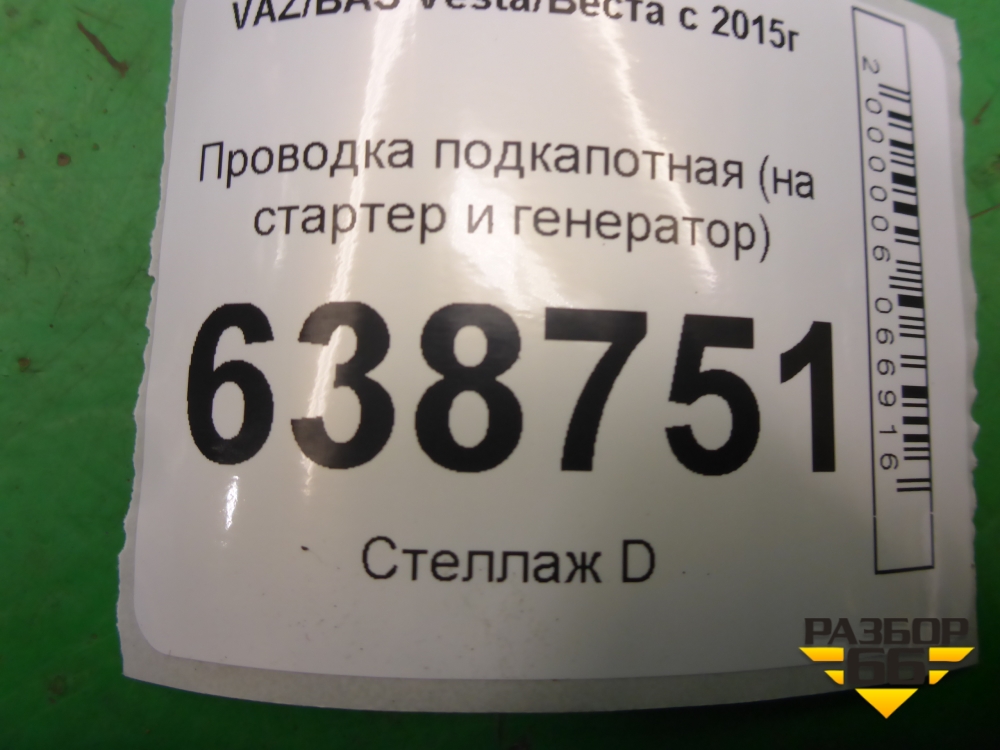 VAZ/ВАЗ Vesta/Веста с 2015г
Проводка подкапотная (на
стартер и генератор)
638751
Стеллаж D
2000006066916
РАЗБОР
66